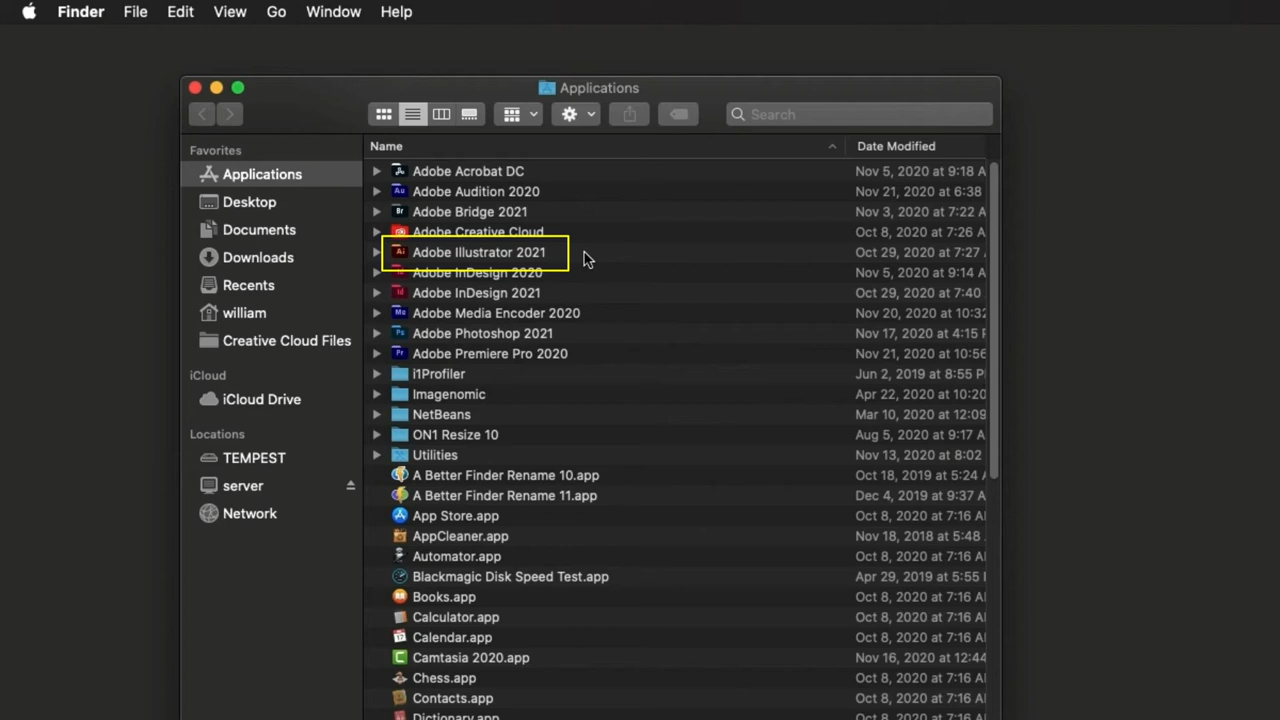 Finder File Edit View Go Window Help
Applications
Search
Favorites
Applications
Desktop
Documents
Downloads
Recents
william
Creative Cloud Files
iCloud
iCloud Drive
Locations
TEMPEST
server
Network
Name Date Modified
Adobe Acrobat DC Nov 5, 2020 at 9:18 A
Adobe Audition 2020 Nov 21, 2020 at 6:38
Adobe Bridge 2021 Nov 3, 2020 at 7:22 A
Adobe Creative Cloud Oct 8, 2020 at 7:26 A
Adobe Illustrator 2021 Oct 29, 2020 at 7:27
Adobe InDesign 2020 Nov 5, 2020 at 9:14 A
Adobe InDesign 2021 Oct 29, 2020 at 7:40
Adobe Media Encoder 2020 Nov 20, 2020 at 10:32
Adobe Photoshop 2021 Nov 17, 2020 at 4:15 P
Adobe Premiere Pro 2020 Nov 21, 2020 at 10:56
i1Profiler Jun 2, 2019 at 8:55 P
Imagenomic Apr 22, 2020 at 10:20
NetBeans Mar 10, 2020 at 12:09
ON1 Resize 10 Aug 5, 2020 at 9:17 A
Utilities Nov 13, 2020 at 8:02
A Better Finder Rename 10.app Oct 18, 2019 at 5:24 A
A Better Finder Rename 11.app Dec 4, 2019 at 9:37 A
App Store.app Oct 8, 2020 at 7:16 A
AppCleaner.app Nov 18, 2018 at 5:48
Automator.app Oct 8, 2020 at 7:16 A
Blackmagic Disk Speed Test.app Apr 29, 2019 at 5:55 P
Books.app Oct 8, 2020 at 7:16 A
Calculator.app Oct 8, 2020 at 7:16 A
Calendar.app Oct 8, 2020 at 7:16 A
Camtasia 2020.app Nov 16, 2020 at 12:44
Chess.app Oct 8, 2020 at 7:16 A
Contacts.app Oct 8, 2020 at 7:16 A
Dictionary.app Oct 8, 2020 at 7:16 A